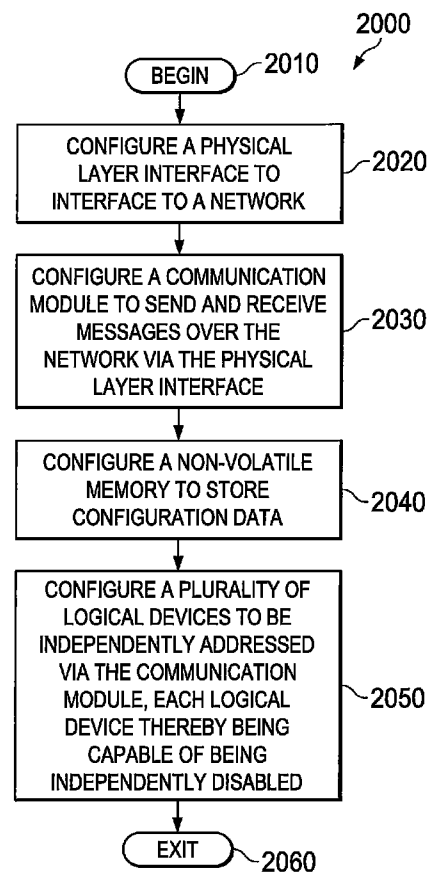 2000
BEGIN
2010
CONFIGURE A PHYSICAL
LAYER INTERFACE TO
INTERFACE TO A NETWORK
2020
CONFIGURE A COMMUNICATION
MODULE TO SEND AND RECEIVE
MESSAGES OVER THE
NETWORK VIA THE PHYSICAL
LAYER INTERFACE
2030
CONFIGURE A NON-VOLATILE
MEMORY TO STORE
CONFIGURATION DATA
2040
CONFIGURE A PLURALITY OF
LOGICAL DEVICES TO BE
INDEPENDENTLY ADDRESSED
VIA THE COMMUNICATION
MODULE, EACH LOGICAL
DEVICE THEREBY BEING
CAPABLE OF BEING
INDEPENDENTLY DISABLED
2050
EXIT
2060